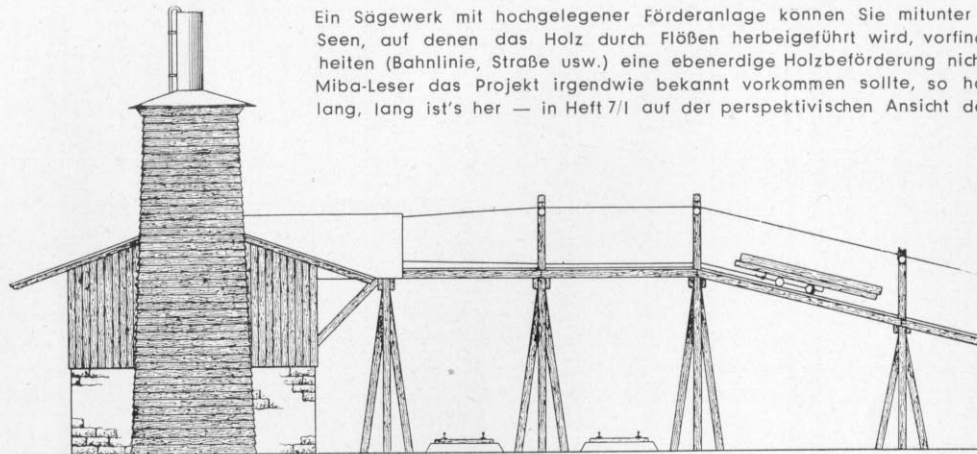 Ein Sägewerk mit hochgelegener Förderanlage können Sie mitunter
Seen, auf denen das Holz durch Flößen herbeigeführt wird, vorfin
heiten (Bahnlinie, Straße usw.) eine ebenerdige Holzbeförderung nic
Miba-Leser das Projekt irgendwie bekannt vorkommen sollte, so h
lang, lang ist's her — in Heft 7/I auf der perspektivischen Ansicht d